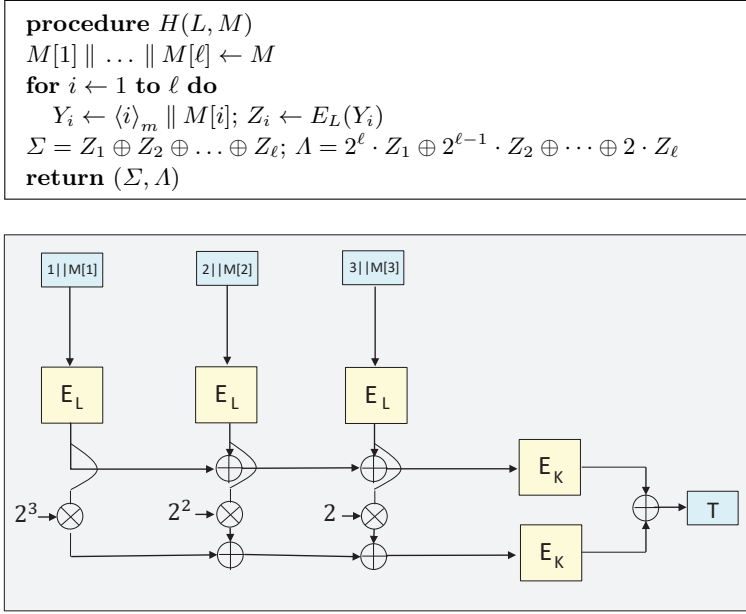 procedure H(L, M)
M[1] ∥ … ∥ M[ℓ] ← M
for i ← 1 to ℓ do
Y_i ← ⟨i⟩_m ∥ M[i]; Z_i ← E_L(Y_i)
Σ = Z_1 ⊕ Z_2 ⊕ … ⊕ Z_ℓ; Λ = 2^ℓ · Z_1 ⊕ 2^{ℓ−1} · Z_2 ⊕ ⋯ ⊕ 2 · Z_ℓ
return (Σ, Λ)
1||M[1] 2||M[2] 3||M[3]
E_L E_L E_L
E_K
2^3 2^2 2 T
E_K